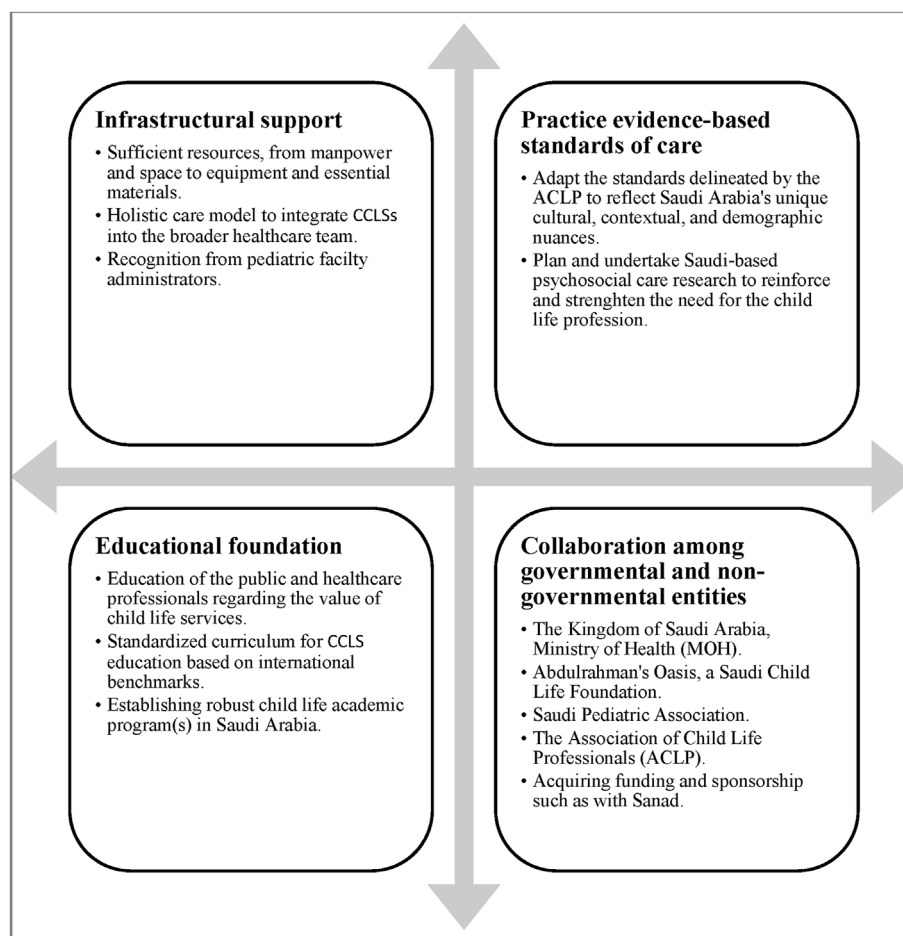 Infrastructural support
• Sufficient resources, from manpower
and space to equipment and essential
materials.
• Holistic care model to integrate CCLSs
into the broader healthcare team.
• Recognition from pediatric facilty
administrators.
Practice evidence-based
standards of care
• Adapt the standards delineated by the
ACLP to reflect Saudi Arabia's unique
cultural, contextual, and demographic
nuances.
• Plan and undertake Saudi-based
psychosocial care research to reinforce
and strenghten the need for the child
life profession.
Educational foundation
• Education of the public and healthcare
professionals regarding the value of
child life services.
• Standardized curriculum for CCLS
education based on international
benchmarks.
• Establishing robust child life academic
program(s) in Saudi Arabia.
Collaboration among
governmental and non-
governmental entities
• The Kingdom of Saudi Arabia,
Ministry of Health (MOH).
• Abdulrahman's Oasis, a Saudi Child
Life Foundation.
• Saudi Pediatric Association.
• The Association of Child Life
Professionals (ACLP).
• Acquiring funding and sponsorship
such as with Sanad.